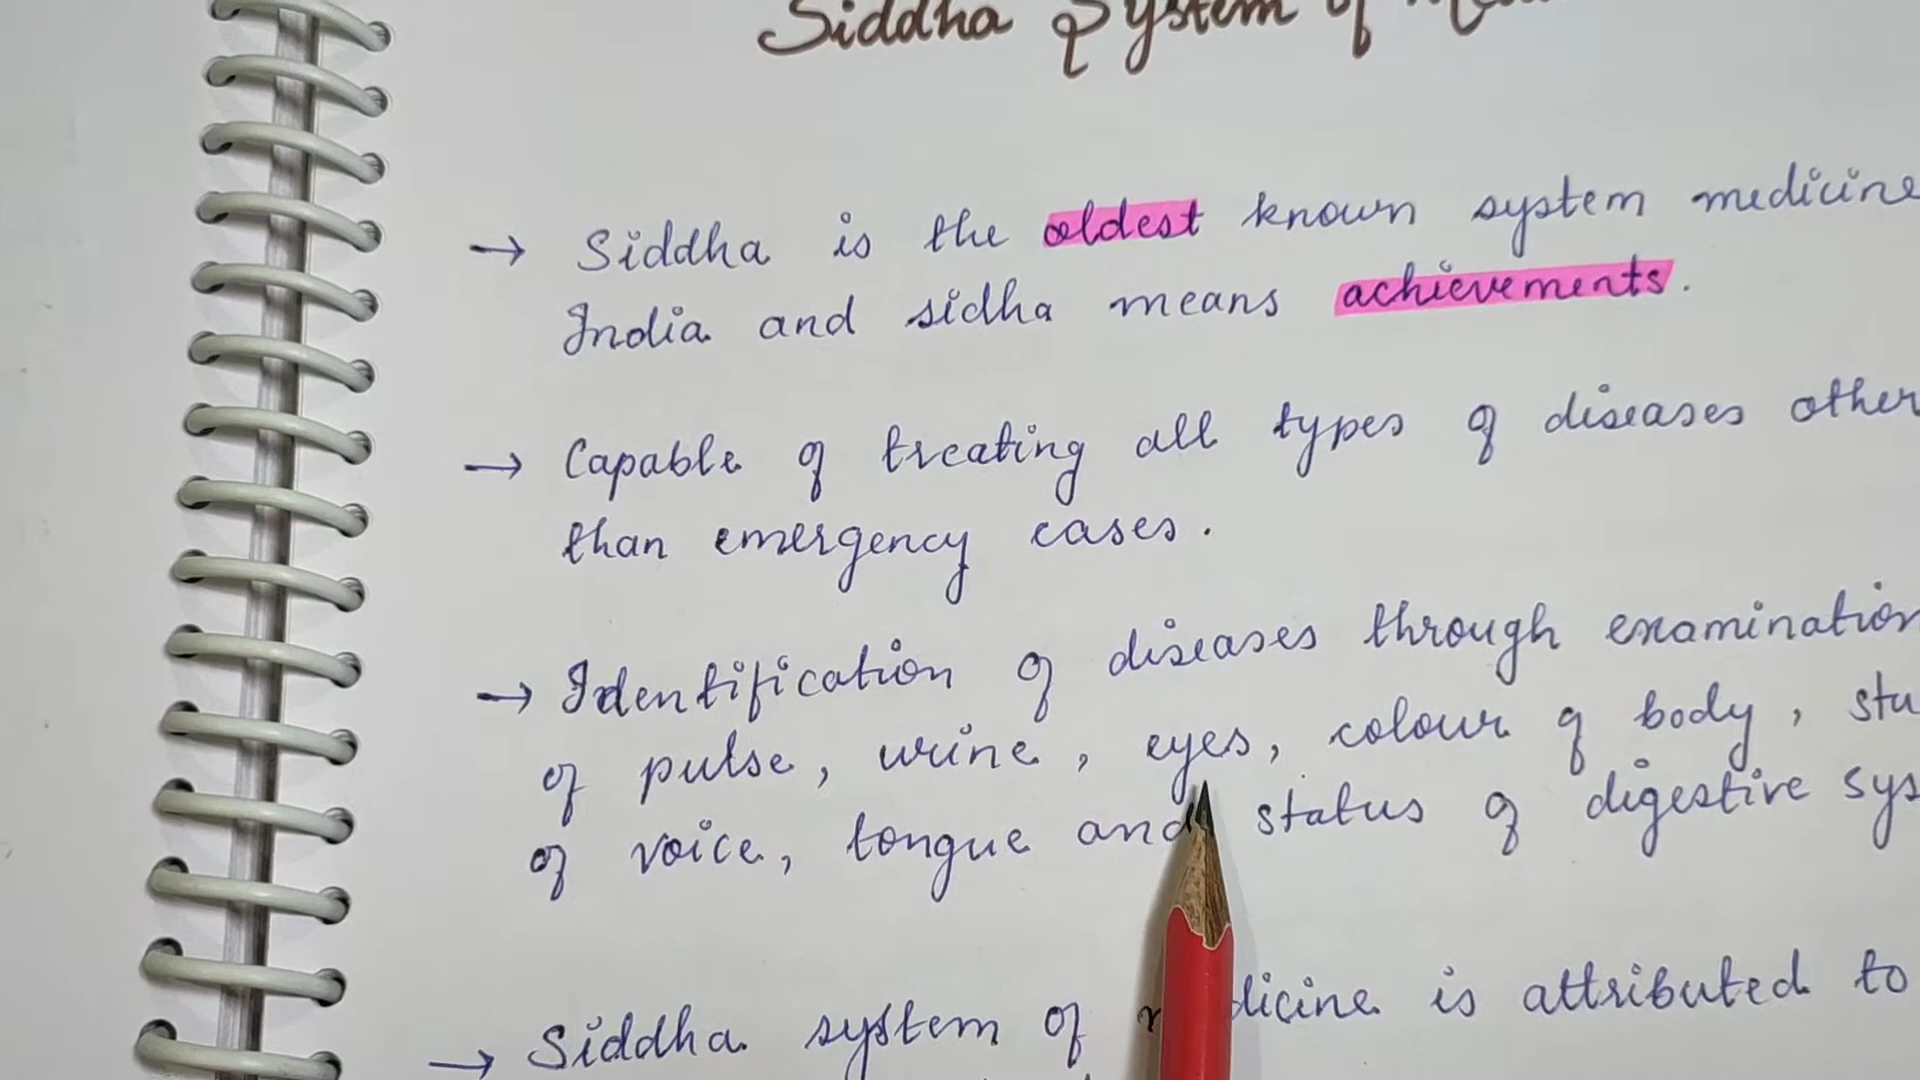 Siddha System of
→ Siddha is the oldest known system medicine
India and sidha means achievements.
→ Capable of treating all types of diseases other
than emergency cases.
→ Identification of diseases through examination
of pulse, urine, eyes, colour of body, stu
of voice, tongue and status of digestive sys
→ Siddha system of dicine is attributed to